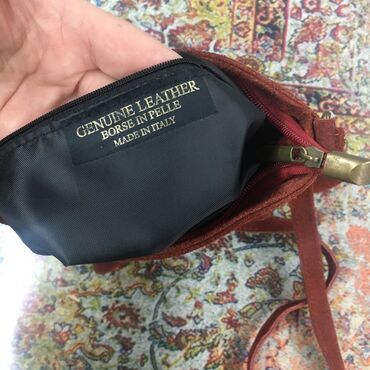 GENUINE LEATHER
BORSE IN PELLE
MADE IN ITALY